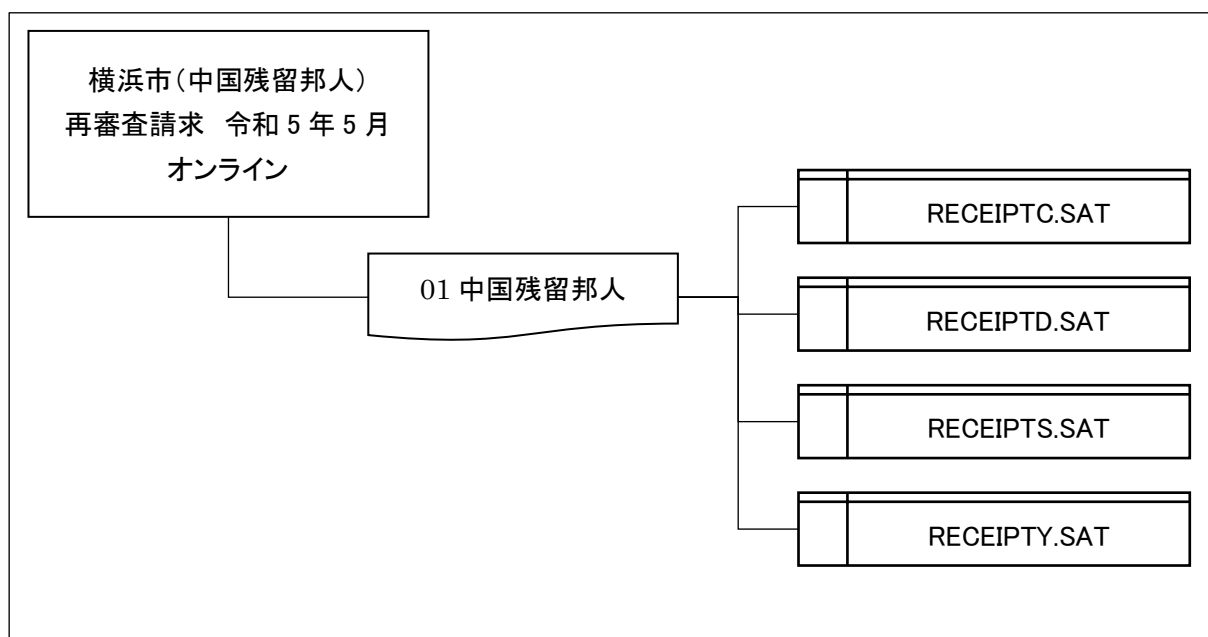 横浜市(中国残留邦人)
再審査請求 令和5年5月
オンライン
01 中国残留邦人
RECEIPTC.SAT
RECEIPTD.SAT
RECEIPTS.SAT
RECEIPTY.SAT